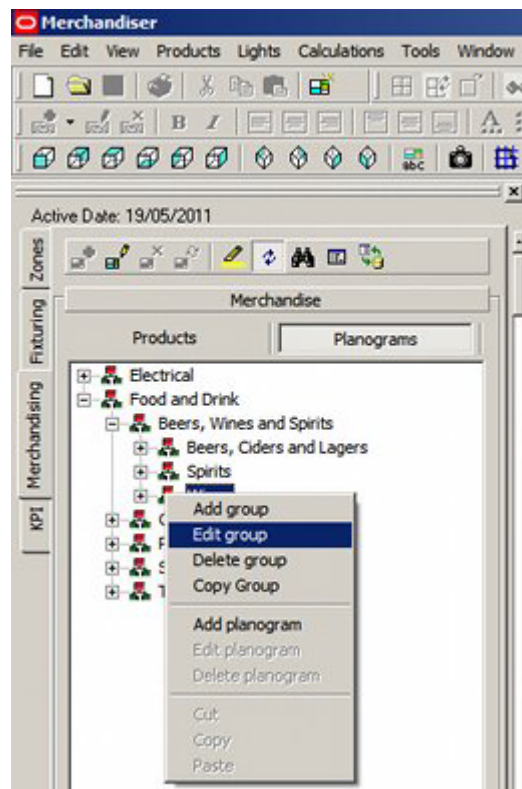 Merchandiser
File Edit View Products Lights Calculations Tools Window
B I A
abc
Active Date: 19/05/2011
Zones
Fixturing
Merchandising
KPI
Merchandise
Products Planograms
Electrical
Food and Drink
Beers, Wines and Spirits
Beers, Ciders and Lagers
Spirits
Add group
Edit group
Delete group
Copy Group
Add planogram
Edit planogram
Delete planogram
Cut
Copy
Paste